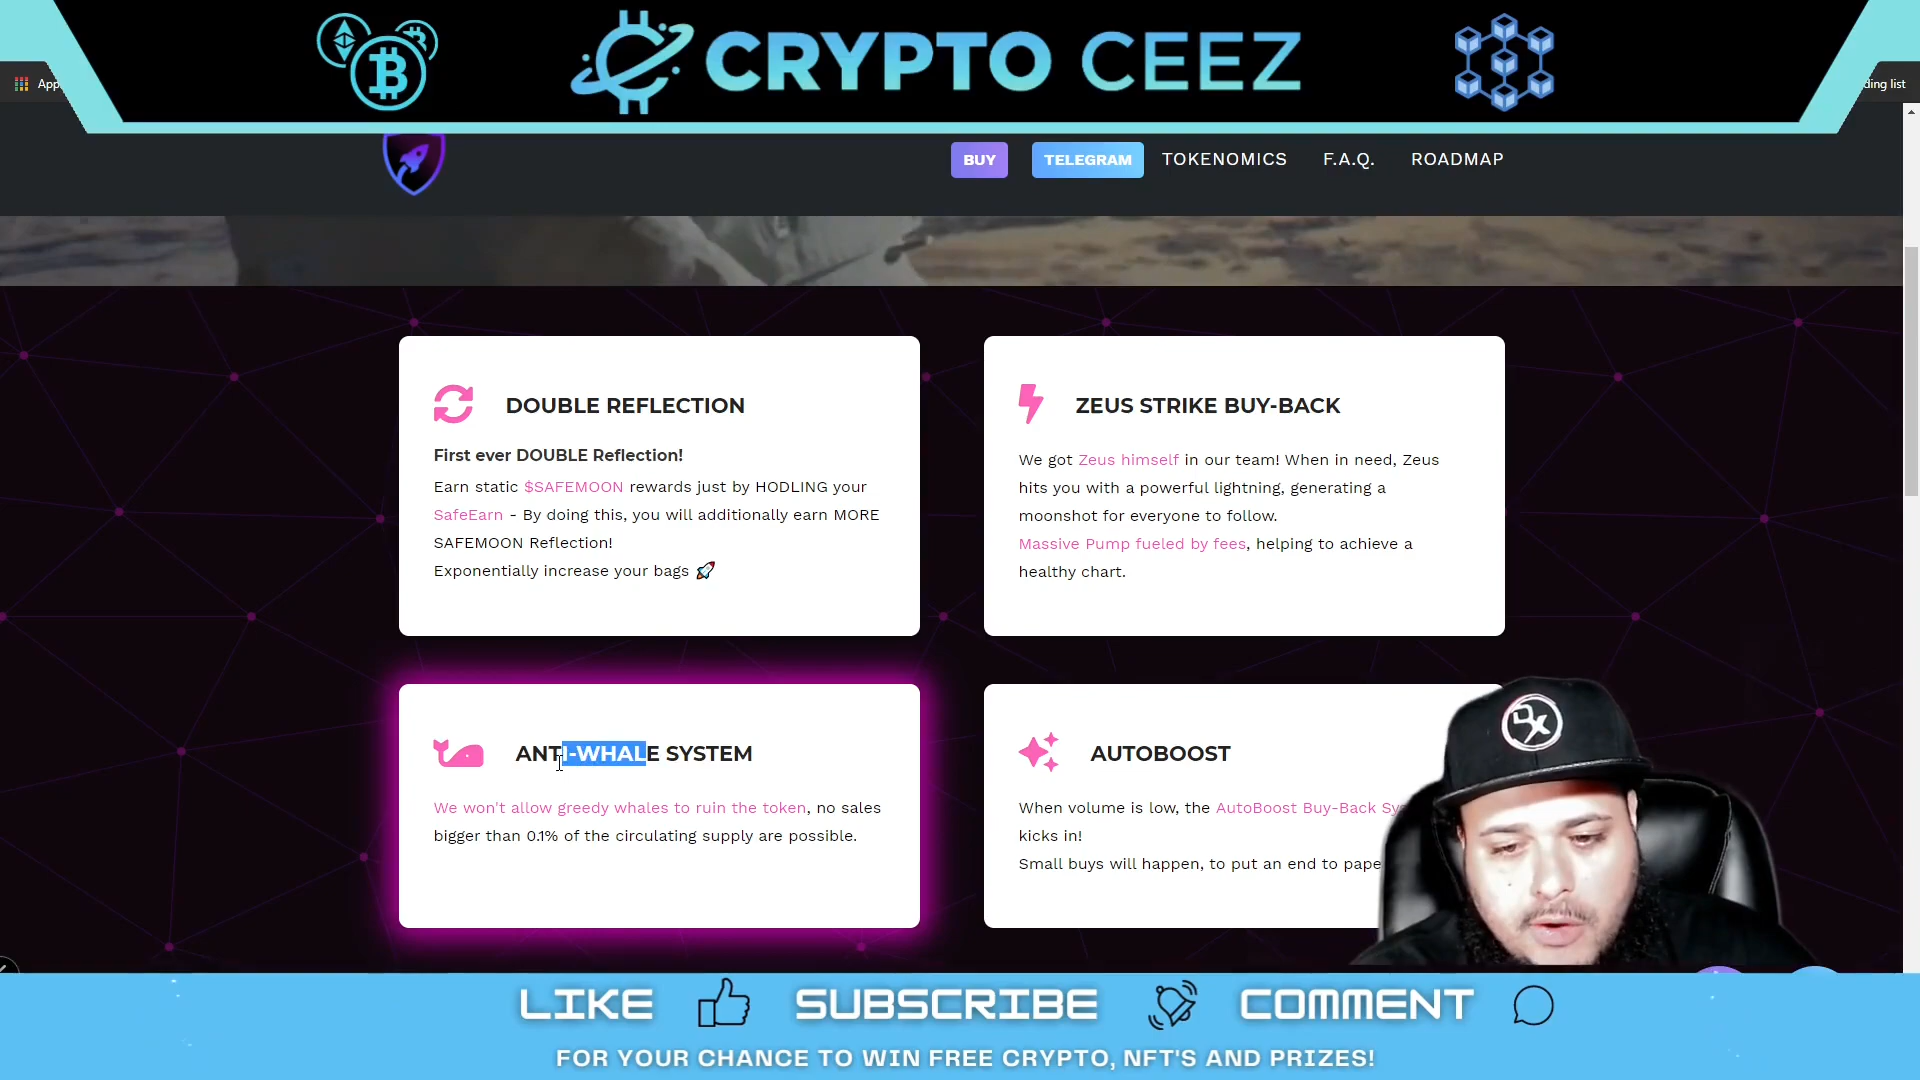 CRYPTO CEEZ
App
ding list
BUY
TELEGRAM
TOKENOMICS
F.A.Q.
ROADMAP
DOUBLE REFLECTION
First ever DOUBLE Reflection!
Earn static $SAFEMOON rewards just by HODLING your
SafeEarn - By doing this, you will additionally earn MORE
SAFEMOON Reflection!
Exponentially increase your bags 🚀
ZEUS STRIKE BUY-BACK
We got Zeus himself in our team! When in need, Zeus
hits you with a powerful lightning, generating a
moonshot for everyone to follow.
Massive Pump fueled by fees, helping to achieve a
healthy chart.
ANTI-WHALE SYSTEM
We won't allow greedy whales to ruin the token, no sales
bigger than 0.1% of the circulating supply are possible.
AUTOBOOST
When volume is low, the AutoBoost Buy-Back Sy
kicks in!
Small buys will happen, to put an end to pape
DX
LIKE
SUBSCRIBE
COMMENT
FOR YOUR CHANCE TO WIN FREE CRYPTO, NFT'S AND PRIZES!